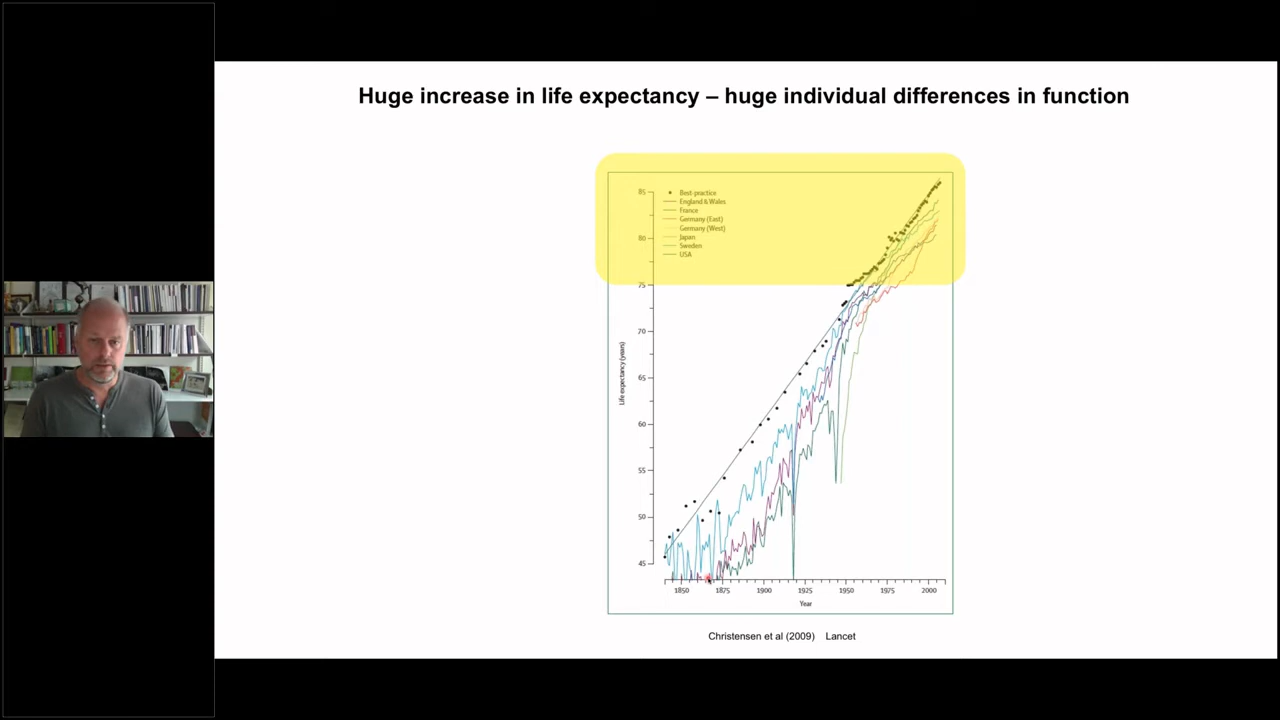 Huge increase in life expectancy – huge individual differences in function
85
80
75
70
65
60
55
50
45
Life expectancy (years)
Best-practice
England & Wales
France
Germany (East)
Germany (West)
Japan
Sweden
USA
1850 1875 1900 1925 1950 1975 2000
Year
Christensen et al (2009) Lancet